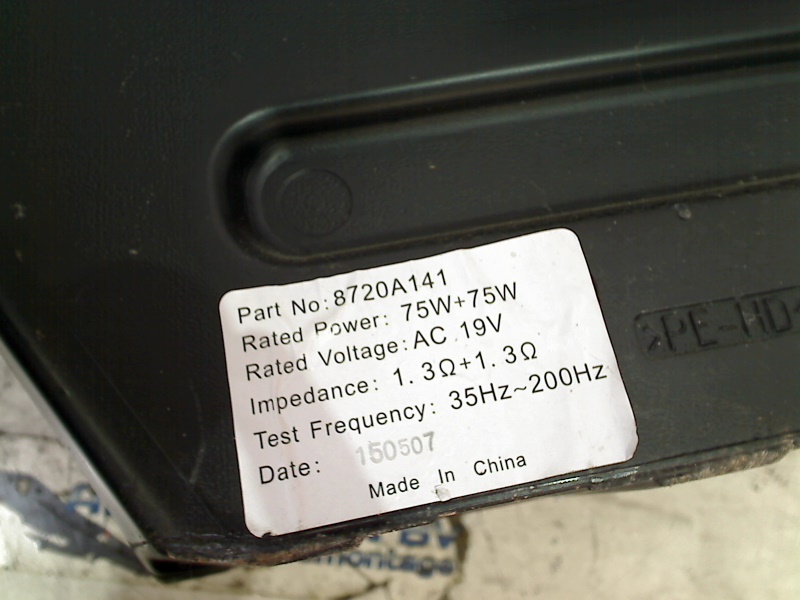 Part No:8720A141
Rated Power: 75W+75W
Rated Voltage:AC 19V
Impedance: 1.3Ω+1.3Ω
Test Frequency: 35Hz~200Hz
Date: 150507
Made In China
PE-HD
montage